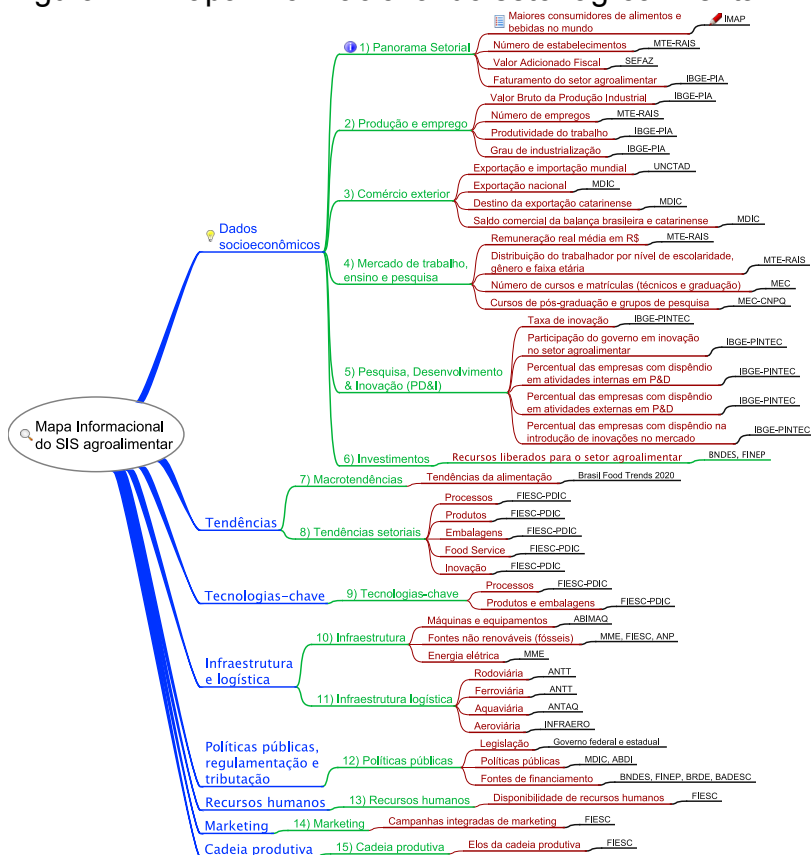 Mapa Informacional
do SIS agroalimentar
Dados
socioeconômicos
1) Panorama Setorial
Maiores consumidores de alimentos e
bebidas no mundo
IMAP
Número de estabelecimentos
MTE-RAIS
Valor Adicionado Fiscal
SEFAZ
Faturamento do setor agroalimentar
IBGE-PIA
2) Produção e emprego
Valor Bruto da Produção Industrial
IBGE-PIA
Número de empregos
MTE-RAIS
Produtividade do trabalho
IBGE-PIA
Grau de industrialização
IBGE-PIA
3) Comércio exterior
Exportação e importação mundial
UNCTAD
Exportação nacional
MDIC
Destino da exportação catarinense
MDIC
Saldo comercial da balança brasileira e catarinense
MDIC
4) Mercado de trabalho,
ensino e pesquisa
Remuneração real média em R$
MTE-RAIS
Distribuição do trabalhador por nível de escolaridade,
gênero e faixa etária
MTE-RAIS
Número de cursos e matrículas (técnicos e graduação)
MEC
Cursos de pós-graduação e grupos de pesquisa
MEC-CNPQ
5) Pesquisa, Desenvolvimento
& Inovação (PD&I)
Taxa de inovação
IBGE-PINTEC
Participação do governo em inovação
no setor agroalimentar
IBGE-PINTEC
Percentual das empresas com dispêndio
em atividades internas em P&D
IBGE-PINTEC
Percentual das empresas com dispêndio
em atividades externas em P&D
IBGE-PINTEC
Percentual das empresas com dispêndio na
introdução de inovações no mercado
IBGE-PINTEC
6) Investimentos
Recursos liberados para o setor agroalimentar
BNDES, FINEP
Tendências
7) Macrotendências
Tendências da alimentação
Brasil Food Trends 2020
8) Tendências setoriais
Processos
FIESC-PDIC
Produtos
FIESC-PDIC
Embalagens
FIESC-PDIC
Food Service
FIESC-PDIC
Inovação
FIESC-PDIC
Tecnologias-chave
9) Tecnologias-chave
Processos
FIESC-PDIC
Produtos e embalagens
FIESC-PDIC
Infraestrutura
e logística
10) Infraestrutura
Máquinas e equipamentos
ABIMAQ
Fontes não renováveis (fósseis)
MME, FIESC, ANP
Energia elétrica
MME
11) Infraestrutura logística
Rodoviária
ANTT
Ferroviária
ANTT
Aquaviária
ANTAQ
Aeroviária
INFRAERO
Políticas públicas,
regulamentação e
tributação
12) Políticas públicas
Legislação
Governo federal e estadual
Políticas públicas
MDIC, ABDI
Fontes de financiamento
BNDES, FINEP, BRDE, BADESC
Recursos humanos
13) Recursos humanos
Disponibilidade de recursos humanos
FIESC
Marketing
14) Marketing
Campanhas integradas de marketing
FIESC
Cadeia produtiva
15) Cadeia produtiva
Elos da cadeia produtiva
FIESC